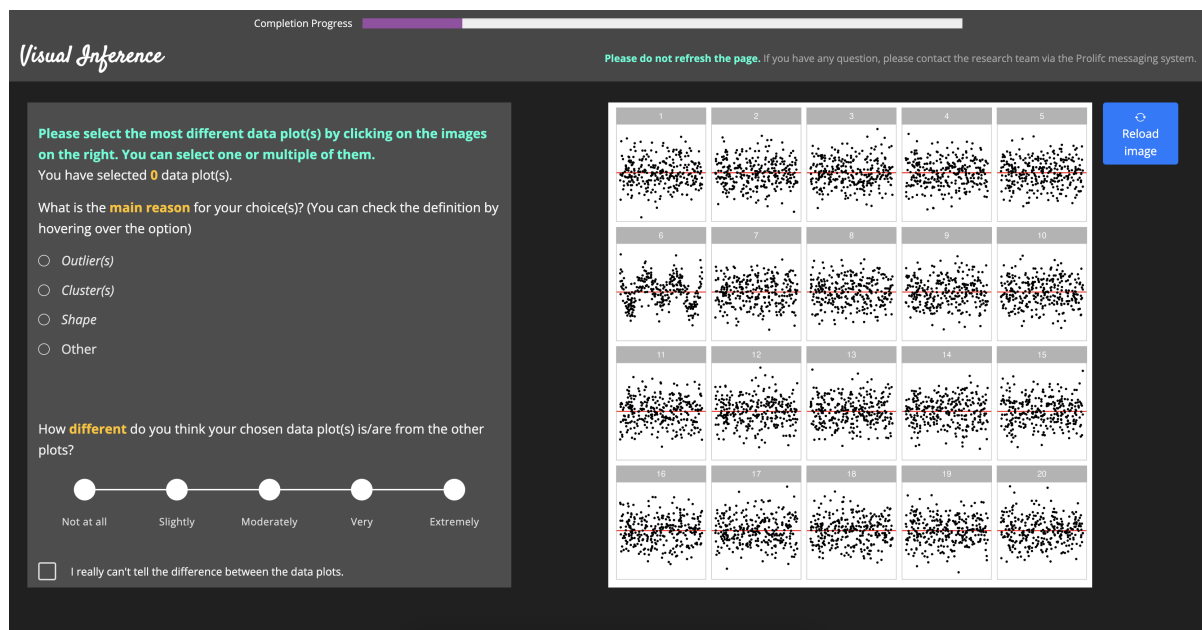 Completion Progress
Visual Inference
Please do not refresh the page. If you have any question, please contact the research team via the Prolifc messaging system.
Please select the most different data plot(s) by clicking on the images
on the right. You can select one or multiple of them.
You have selected 0 data plot(s).
What is the main reason for your choice(s)? (You can check the definition by
hovering over the option)
Outlier(s)
Cluster(s)
Shape
Other
How different do you think your chosen data plot(s) is/are from the other
plots?
Not at all Slightly Moderately Very Extremely
I really can't tell the difference between the data plots.
1 2 3 4 5
6 7 8 9 10
11 12 13 14 15
16 17 18 19 20
Reload
image